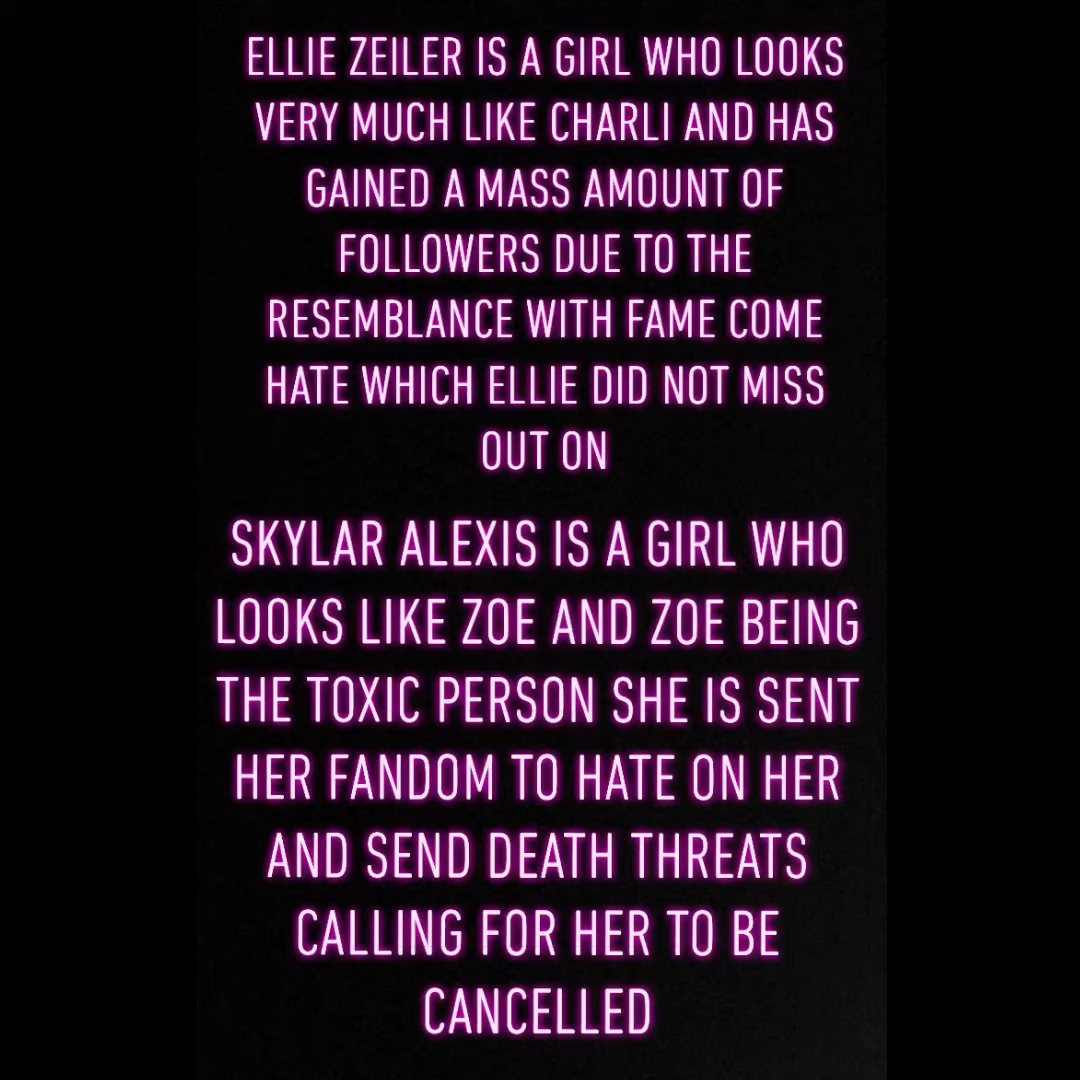 ELLIE ZEILER IS A GIRL WHO LOOKS
VERY MUCH LIKE CHARLI AND HAS
GAINED A MASS AMOUNT OF
FOLLOWERS DUE TO THE
RESEMBLANCE WITH FAME COME
HATE WHICH ELLIE DID NOT MISS
OUT ON
SKYLAR ALEXIS IS A GIRL WHO
LOOKS LIKE ZOE AND ZOE BEING
THE TOXIC PERSON SHE IS SENT
HER FANDOM TO HATE ON HER
AND SEND DEATH THREATS
CALLING FOR HER TO BE
CANCELLED